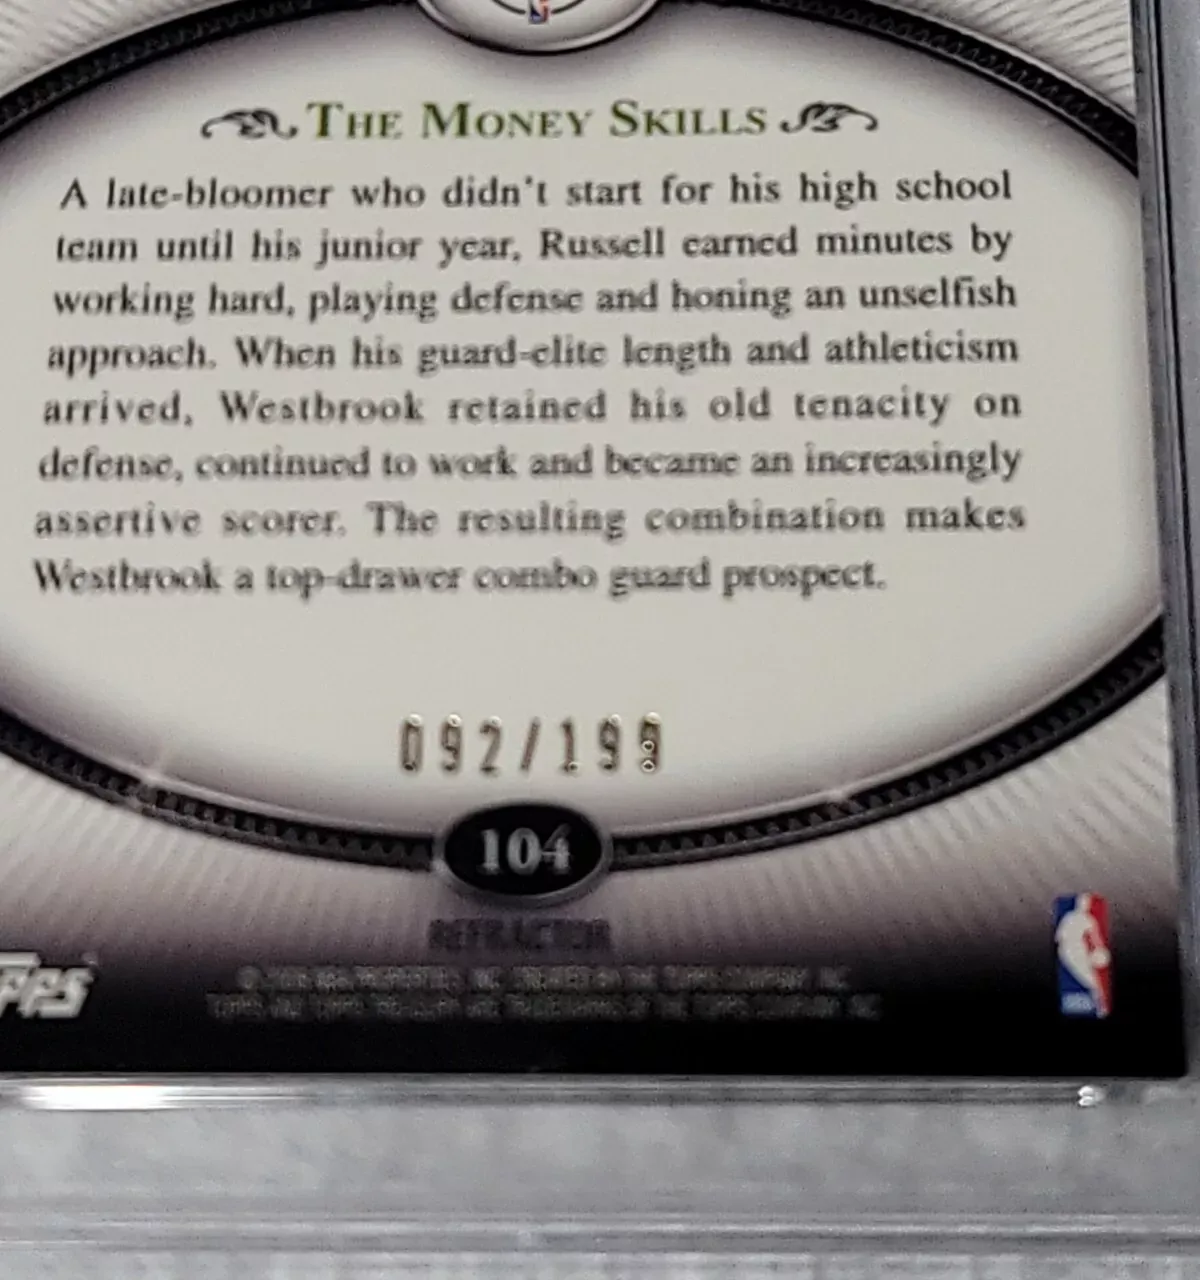 THE MONEY SKILLS
A late-bloomer who didn't start for his high school
team until his junior year, Russell earned minutes by
working hard, playing defense and honing an unselfish
approach. When his guard-elite length and athleticism
arrived, Westbrook retained his old tenacity on
defense, continued to work and became an increasingly
assertive scorer. The resulting combination makes
Westbrook a top-drawer combo guard prospect.
092/199
104
REFRACTOR